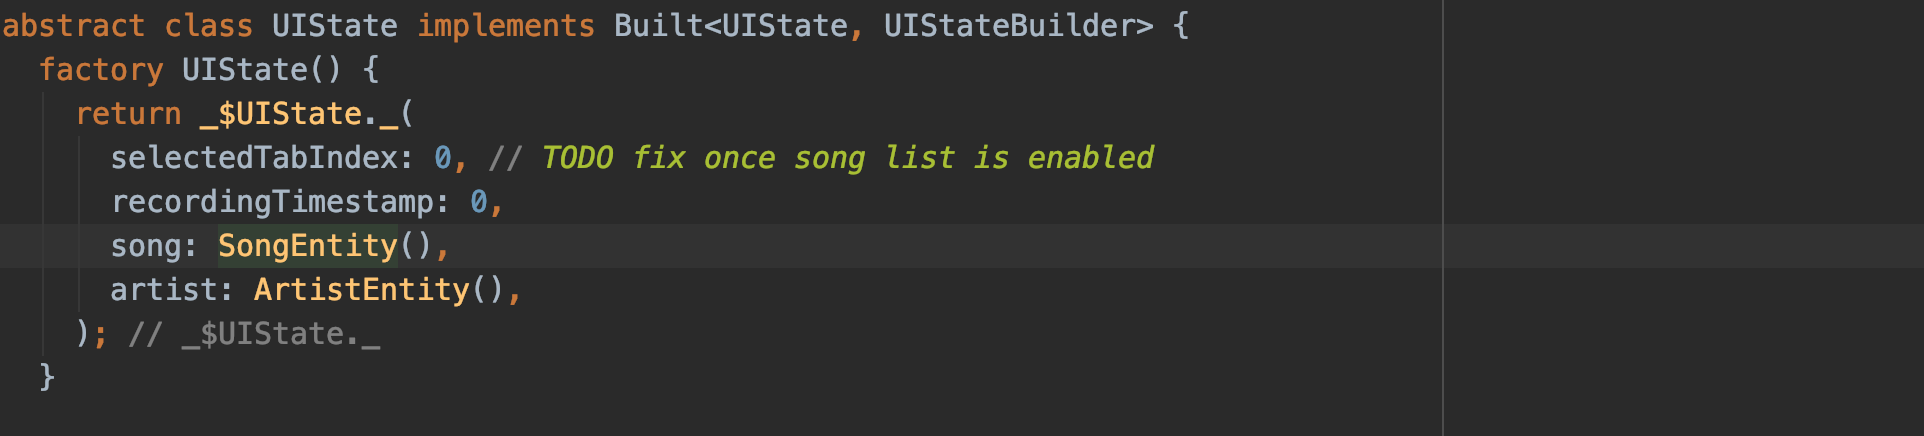 abstract class UIState implements Built<UIState, UIStateBuilder> {
  factory UIState() {
    return _$UIState._(
      selectedTabIndex: 0, // TODO fix once song list is enabled
      recordingTimestamp: 0,
      song: SongEntity(),
      artist: ArtistEntity(),
    ); // _$UIState._
  }